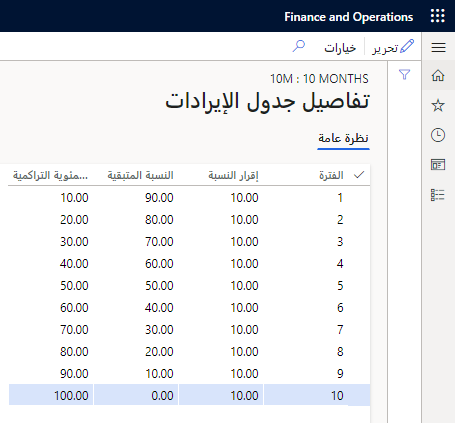 Finance and Operations
تحرير خيارات
10M : 10 MONTHS
تفاصيل جدول الإيرادات
نظرة عامة
الفترة إقرار النسبة النسبة المتبقية ...مئوية التراكمية
1 10.00 90.00 10.00
2 10.00 80.00 20.00
3 10.00 70.00 30.00
4 10.00 60.00 40.00
5 10.00 50.00 50.00
6 10.00 40.00 60.00
7 10.00 30.00 70.00
8 10.00 20.00 80.00
9 10.00 10.00 90.00
10 10.00 0.00 100.00